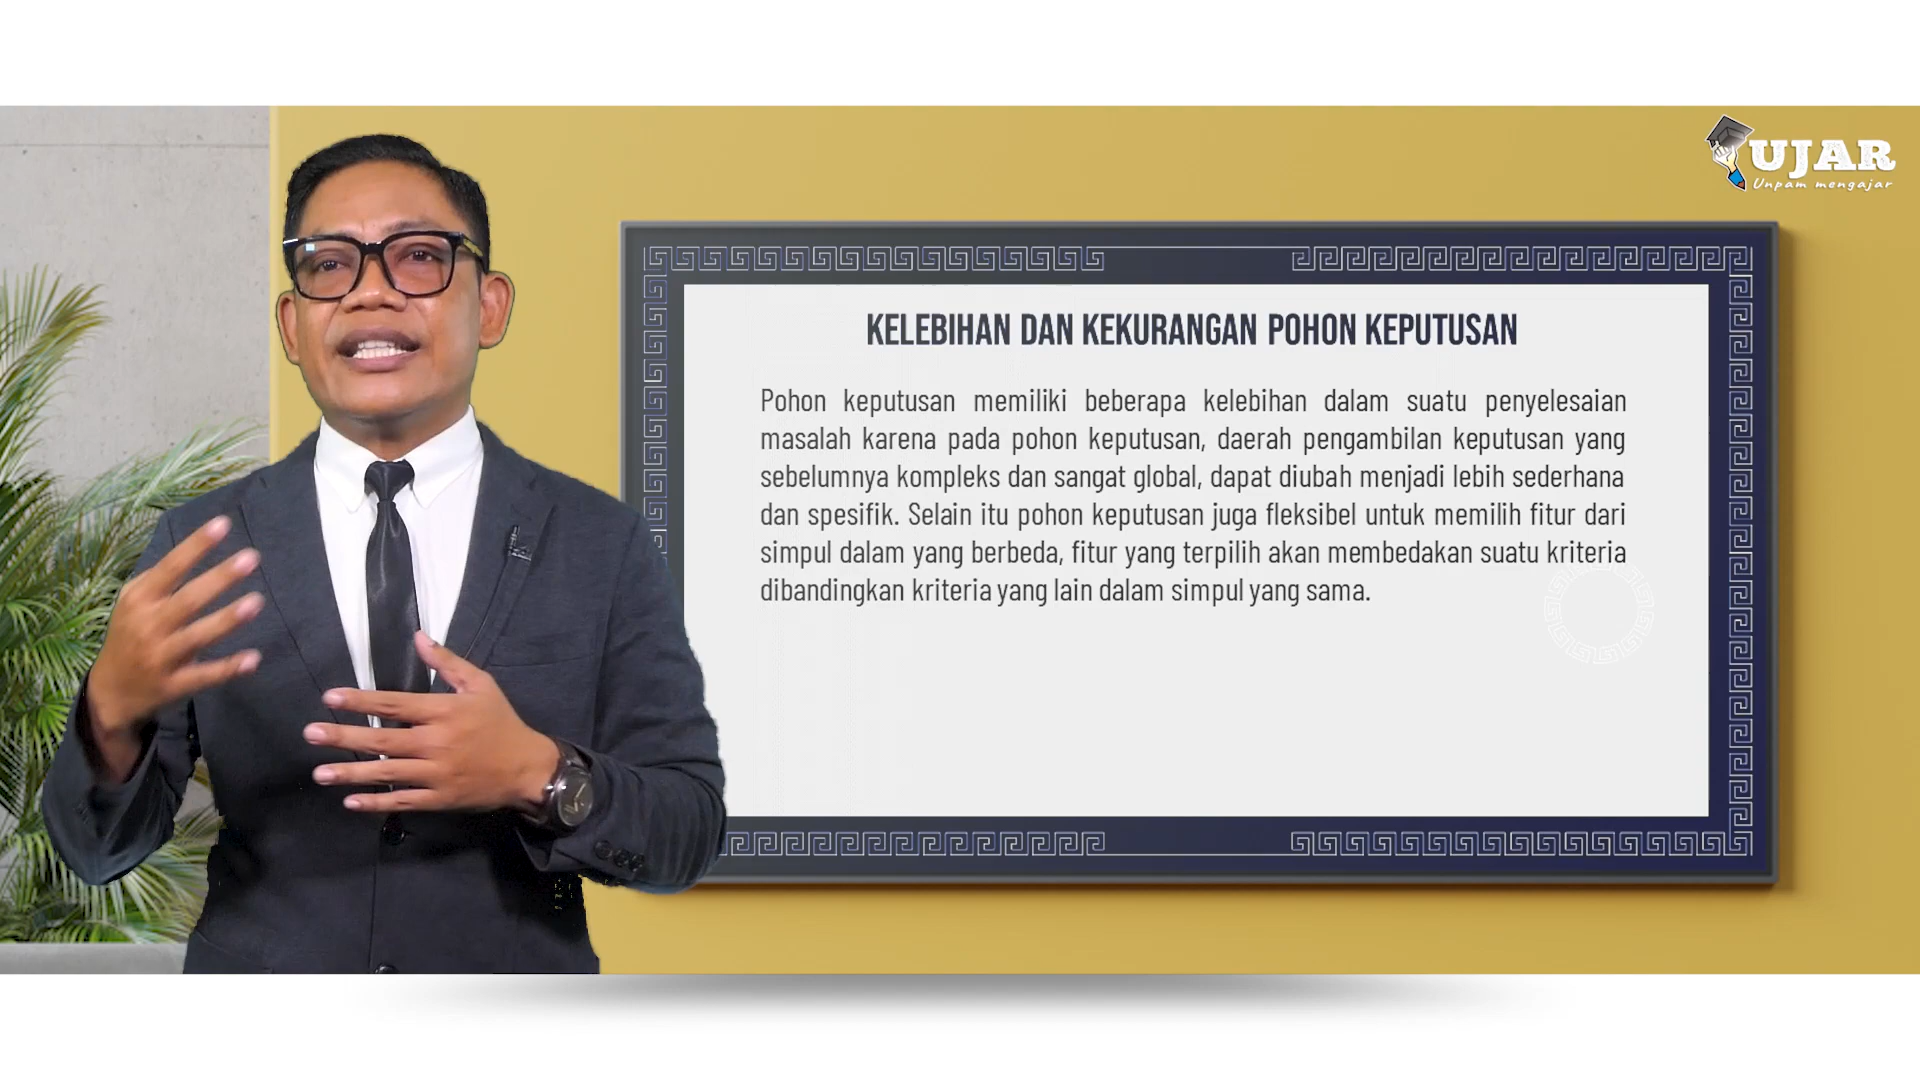 UJAR
Unpam mengajar
KELEBIHAN DAN KEKURANGAN POHON KEPUTUSAN
Pohon keputusan memiliki beberapa kelebihan dalam suatu penyelesaian
masalah karena pada pohon keputusan, daerah pengambilan keputusan yang
sebelumnya kompleks dan sangat global, dapat diubah menjadi lebih sederhana
dan spesifik. Selain itu pohon keputusan juga fleksibel untuk memilih fitur dari
simpul dalam yang berbeda, fitur yang terpilih akan membedakan suatu kriteria
dibandingkan kriteria yang lain dalam simpul yang sama.